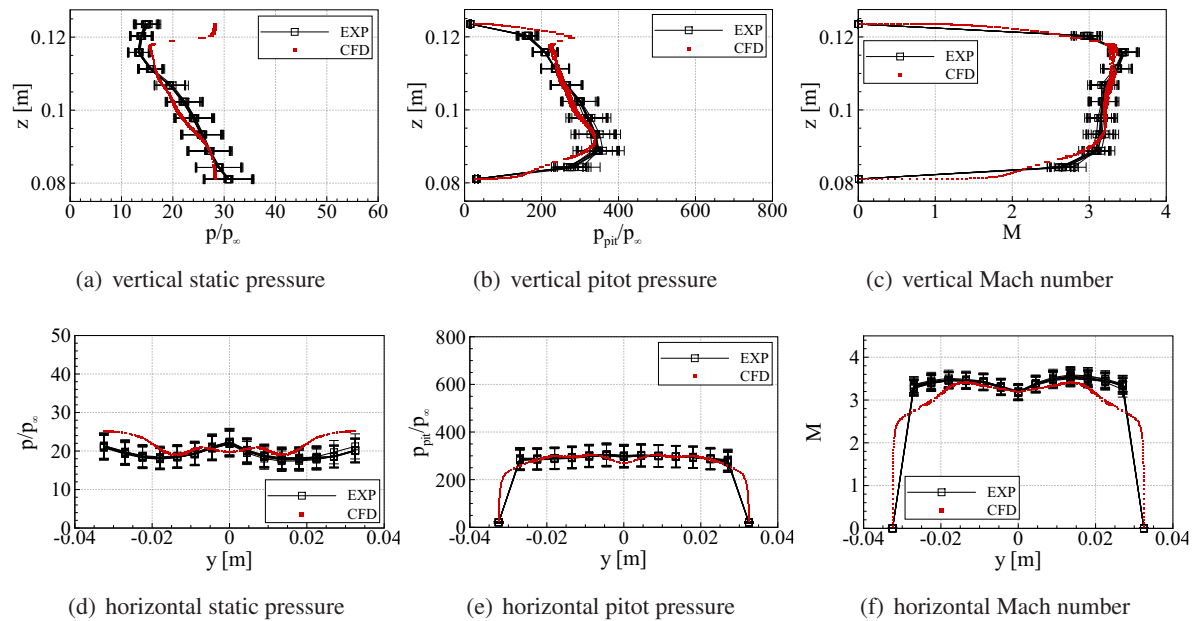 z [m]
0.12
0.1
0.08
EXP
CFD
0 10 20 30 40 50 60
p/p∞
(a) vertical static pressure
z [m]
0.12
0.1
0.08
EXP
CFD
0 200 400 600 800
p_pit/p∞
(b) vertical pitot pressure
z [m]
0.12
0.1
0.08
EXP
CFD
0 1 2 3 4
M
(c) vertical Mach number
p/p∞
50
40
30
20
10
0
EXP
CFD
-0.04 -0.02 0 0.02 0.04
y [m]
(d) horizontal static pressure
p_pit/p∞
800
600
400
200
0
EXP
CFD
-0.04 -0.02 0 0.02 0.04
y [m]
(e) horizontal pitot pressure
M
4
3
2
1
0
EXP
CFD
-0.04 -0.02 0 0.02 0.04
y [m]
(f) horizontal Mach number